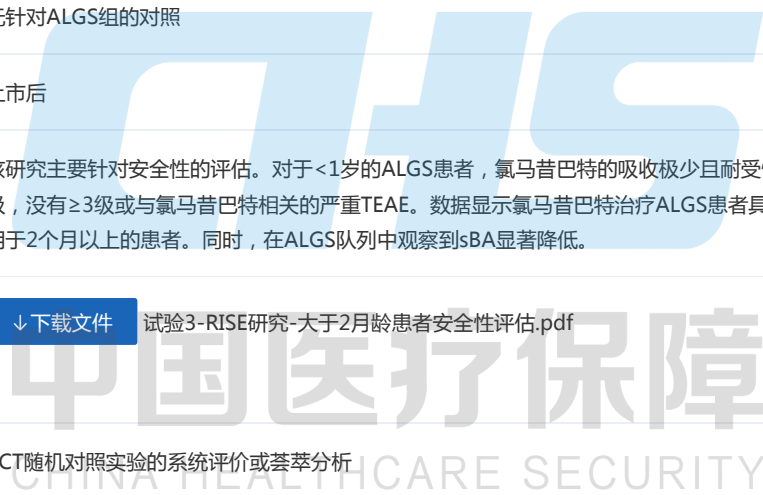 针对ALGS组的对照
市后
研究主要针对安全性的评估。对于<1岁的ALGS患者，氯马昔巴特的吸收极少且耐受
，没有≥3级或与氯马昔巴特相关的严重TEAE。数据显示氯马昔巴特治疗ALGS患者具
于2个月以上的患者。同时，在ALGS队列中观察到sBA显著降低。
↓下载文件 试验3-RISE研究-大于2月龄患者安全性评估.pdf
中国医疗保障
CT随机对照实验的系统评价或荟萃分析
CHINA HEALTHCARE SECURITY